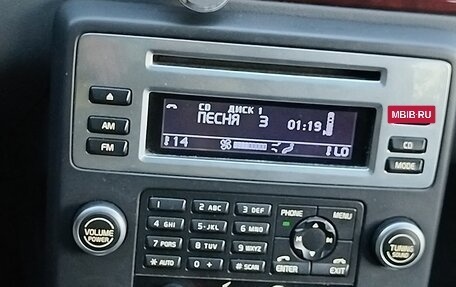 MBIB.RU
CD ДИСК 1
ПЕСНЯ 3 01:19
14 LO
AM
FM
CD
MODE
1 2 ABC 3 DEF
4 GHI 5 JKL 6 MNO
7 PQRS 8 TUV 9 WXYZ
* AUTO 0 + # SCAN
PHONE MENU
ENTER EXIT
VOLUME
POWER
TUNING
SOUND